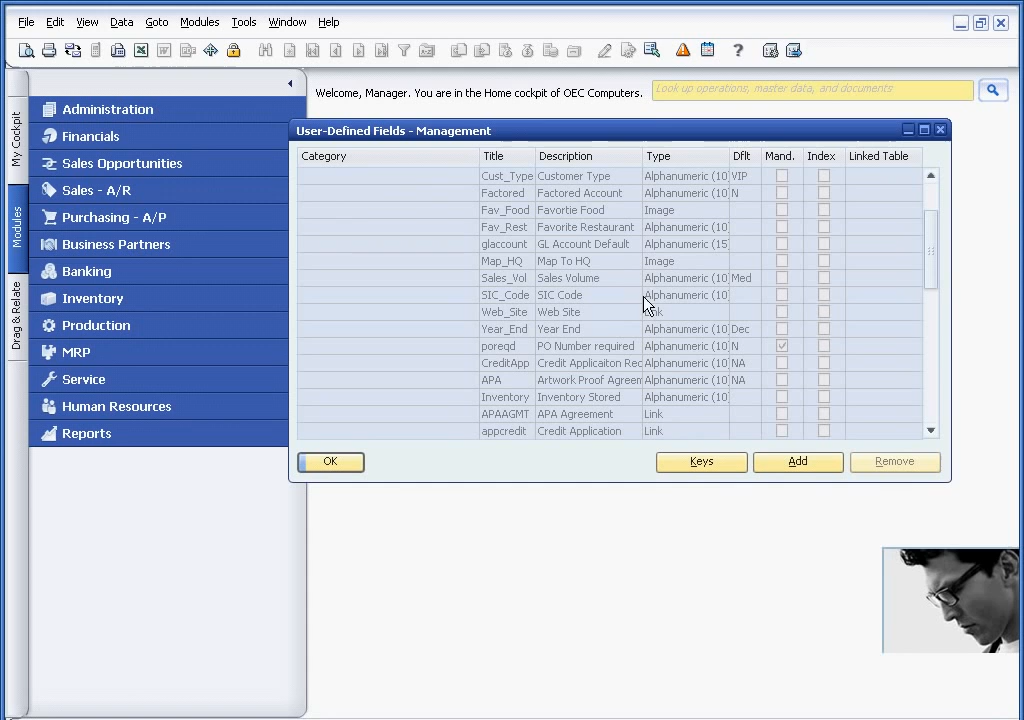 File Edit View Data Goto Modules Tools Window Help
Welcome, Manager. You are in the Home cockpit of OEC Computers.
Look up operations, master data, and documents
My Cockpit
Modules
Drag & Relate
Administration
Financials
Sales Opportunities
Sales - A/R
Purchasing - A/P
Business Partners
Banking
Inventory
Production
MRP
Service
Human Resources
Reports
User-Defined Fields - Management
Category Title Description Type Dflt Mand. Index Linked Table
Cust_Type Customer Type Alphanumeric (10) VIP
Factored Factored Account Alphanumeric (10) N
Fav_Food Favortie Food Image
Fav_Rest Favorite Restaurant Alphanumeric (10)
glaccount GL Account Default Alphanumeric (15)
Map_HQ Map To HQ Image
Sales_Vol Sales Volume Alphanumeric (10) Med
SIC_Code SIC Code Alphanumeric (10)
Web_Site Web Site
Year_End Year End Alphanumeric (10) Dec
poreqd PO Number required Alphanumeric (10) N
CreditApp Credit Applicaiton Rec Alphanumeric (10) NA
APA Artwork Proof Agreem Alphanumeric (10) NA
Inventory Inventory Stored Alphanumeric (10)
APAAGMT APA Agreement Link
appcredit Credit Application Link
OK Keys Add Remove